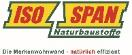 ISO SPAN
Naturbaustoffe
Die Markenwohnwand - natürlich effizient